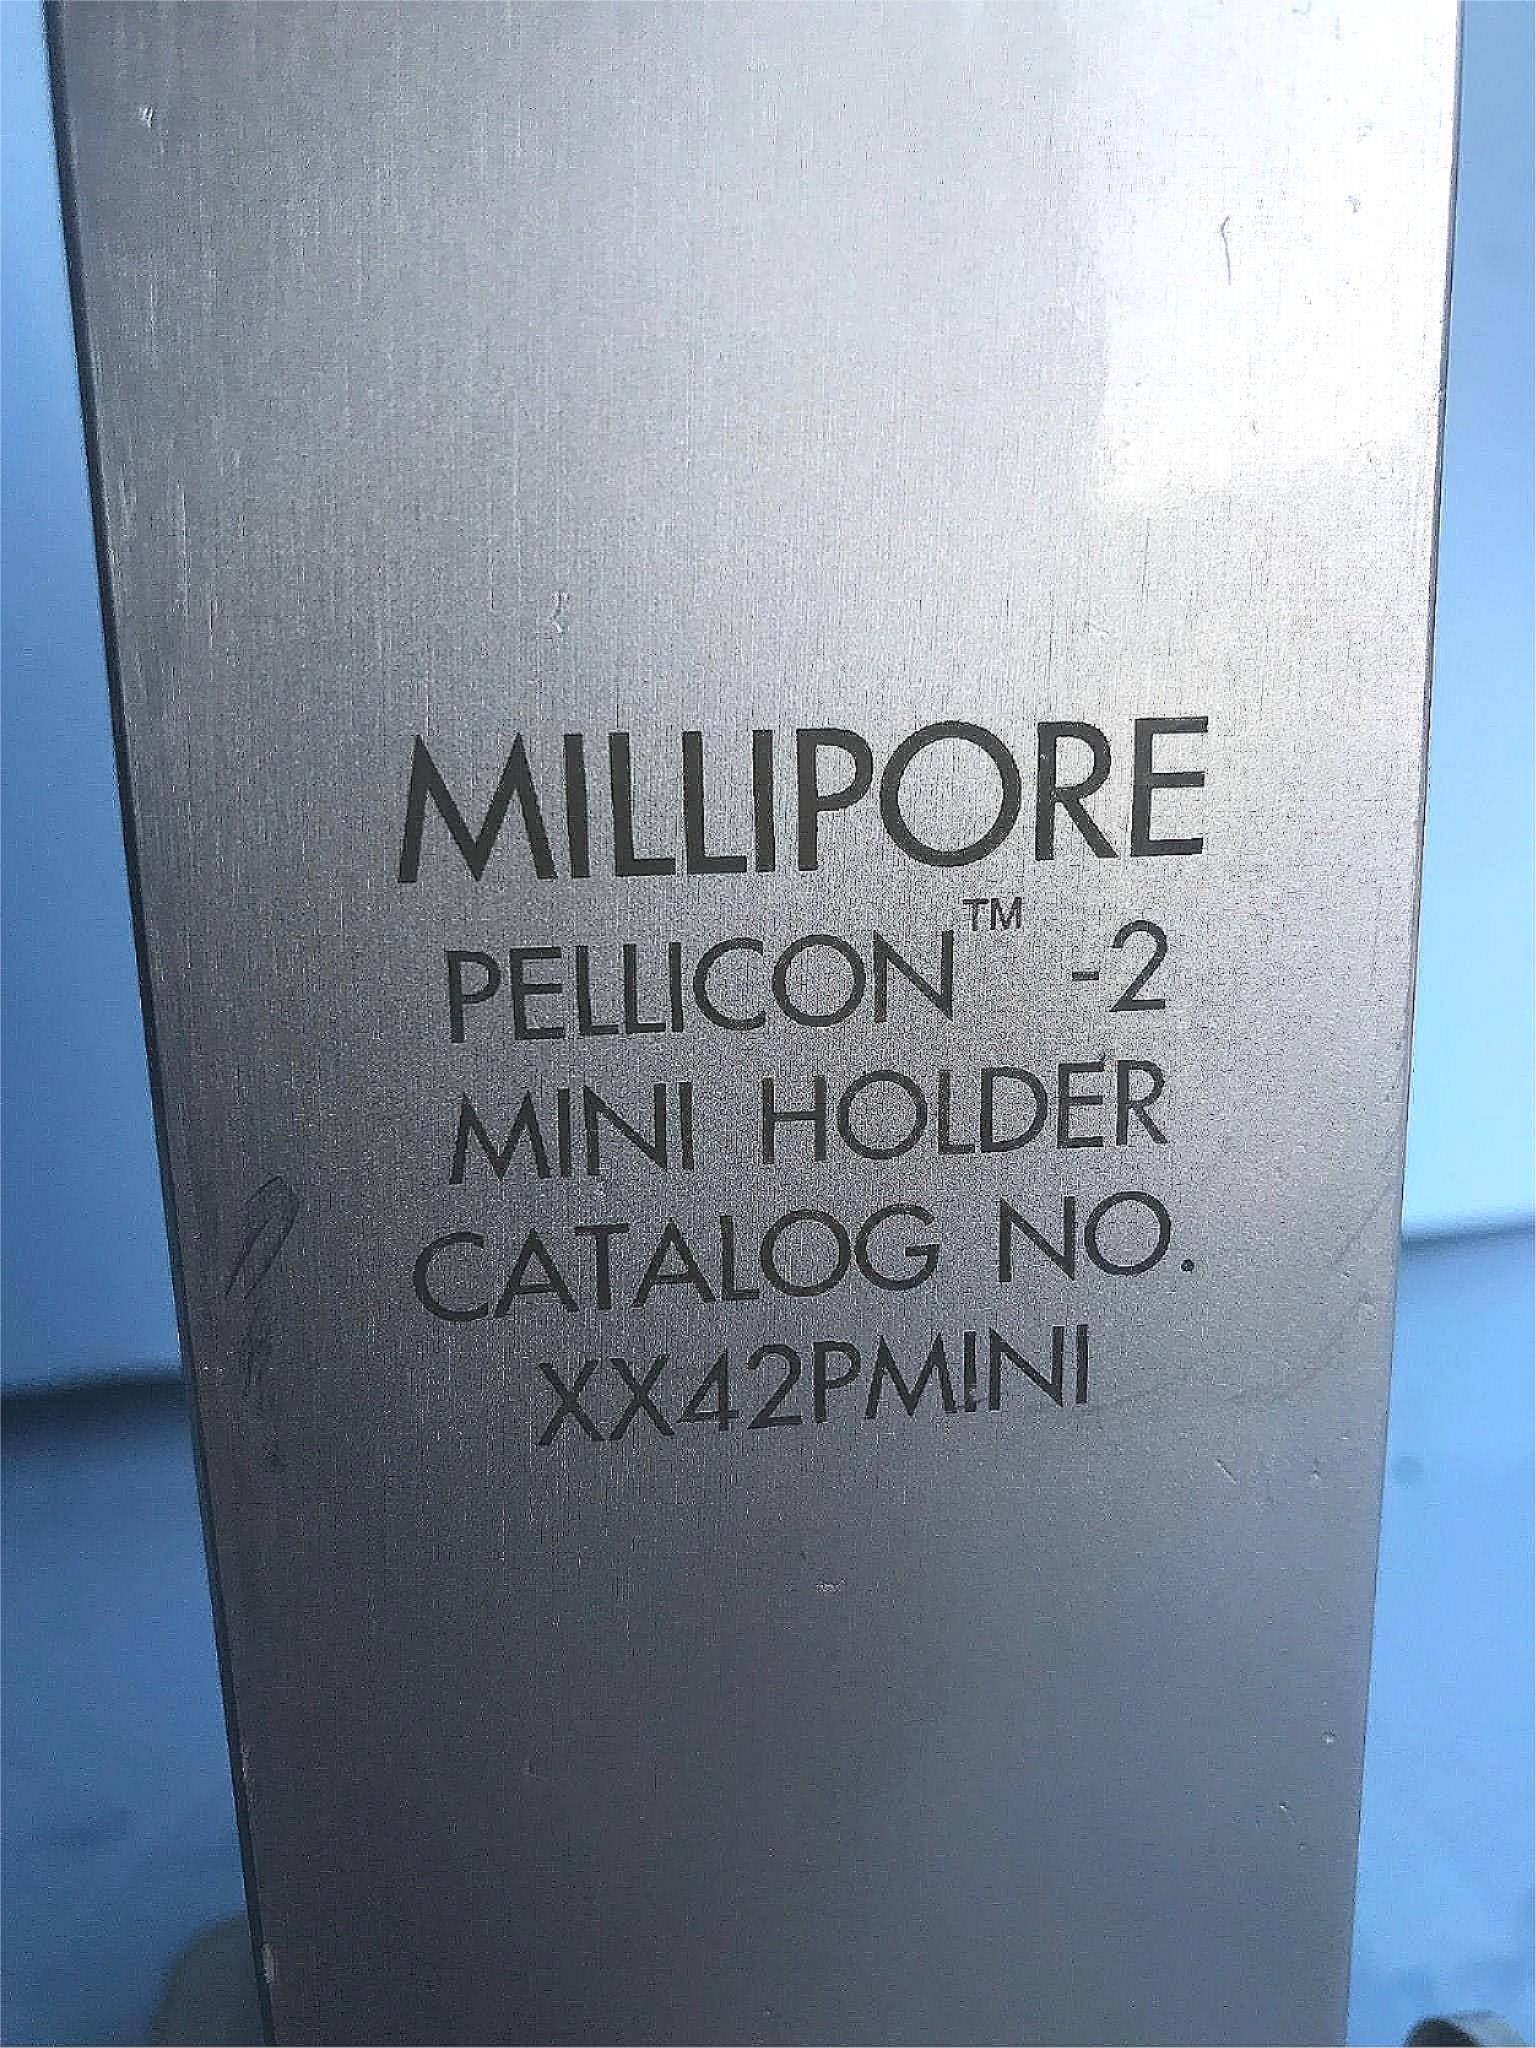 MILLIPORE
PELLICON™ -2
MINI HOLDER
CATALOG NO.
XX42PMINI